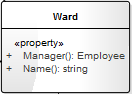 Ward
«property»
+ Manager(): Employee
+ Name(): string